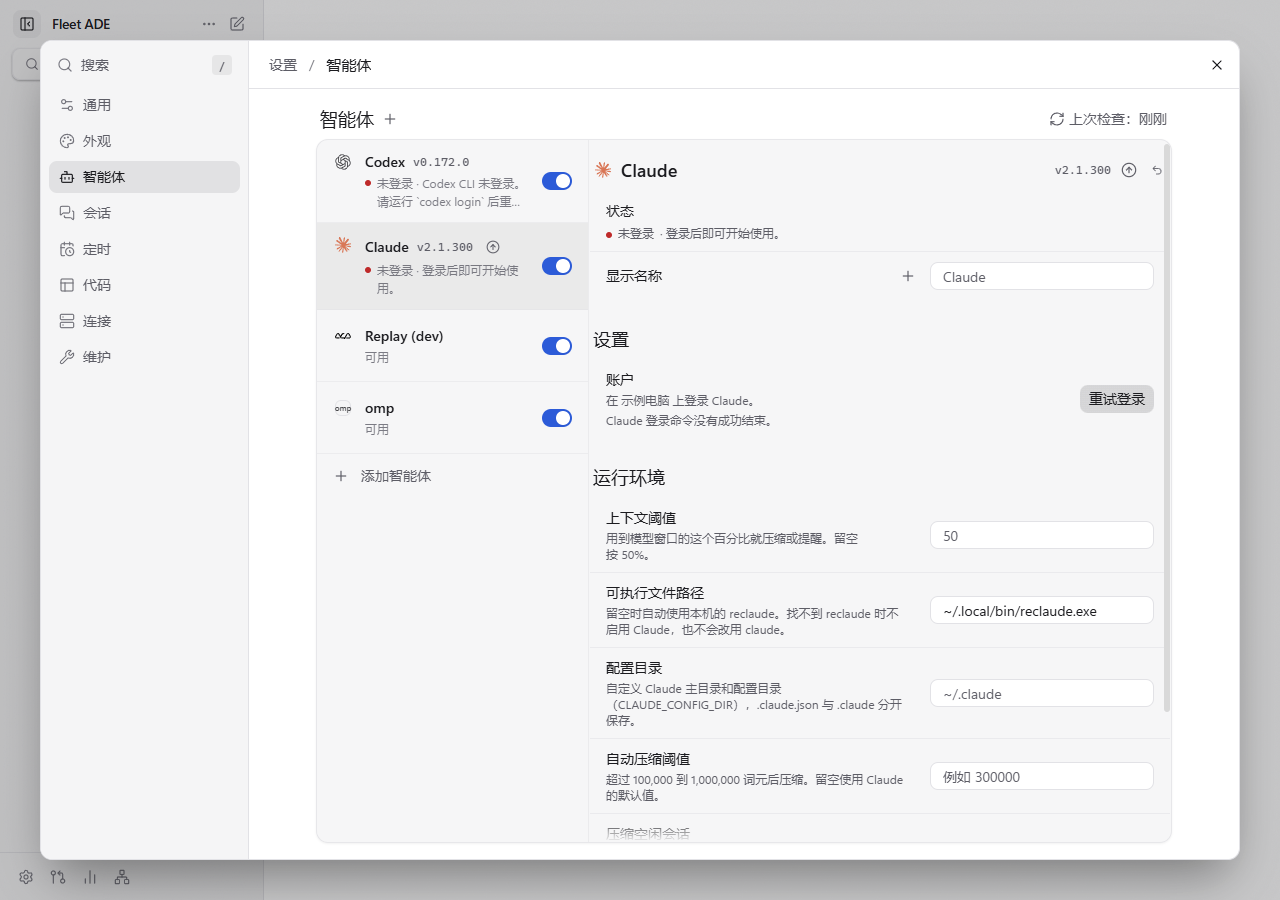 Fleet ADE
搜索
/
通用
外观
智能体
会话
定时
代码
连接
维护
设置 / 智能体
智能体
上次检查：刚刚
Codex v0.172.0
未登录 · Codex CLI 未登录。
请运行 `codex login` 后重...
Claude v2.1.300
未登录 · 登录后即可开始使
用。
Replay (dev)
可用
omp
omp
可用
添加智能体
Claude
v2.1.300
状态
未登录 · 登录后即可开始使用。
显示名称
Claude
设置
账户
在 示例电脑 上登录 Claude。
Claude 登录命令没有成功结束。
重试登录
运行环境
上下文阈值
用到模型窗口的这个百分比就压缩或提醒。留空
按 50%。
50
可执行文件路径
留空时自动使用本机的 reclaude。找不到 reclaude 时不
启用 Claude，也不会改用 claude。
~/.local/bin/reclaude.exe
配置目录
自定义 Claude 主目录和配置目录
（CLAUDE_CONFIG_DIR），.claude.json 与 .claude 分开
保存。
~/.claude
自动压缩阈值
超过 100,000 到 1,000,000 词元后压缩。留空使用 Claude
的默认值。
例如 300000
压缩空闲会话